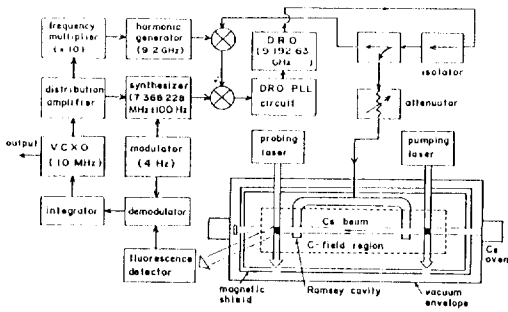 frequency
multiplier
(×10)
harmonic
generator
(9.2 GHz)
DRO
(9 192.63
GHz)
isolator
distribution
amplifier
synthesizer
(7.368 228
MHz±100 Hz
DRO PLL
circuit
attenuator
output
VCXO
(10 MHz)
modulator
(4 Hz)
probing
laser
pumping
laser
integrator
demodulator
Cs beam
C-field region
Cs
oven
fluorescence
detector
magnetic
shield
Ramsey cavity
vacuum
envelope